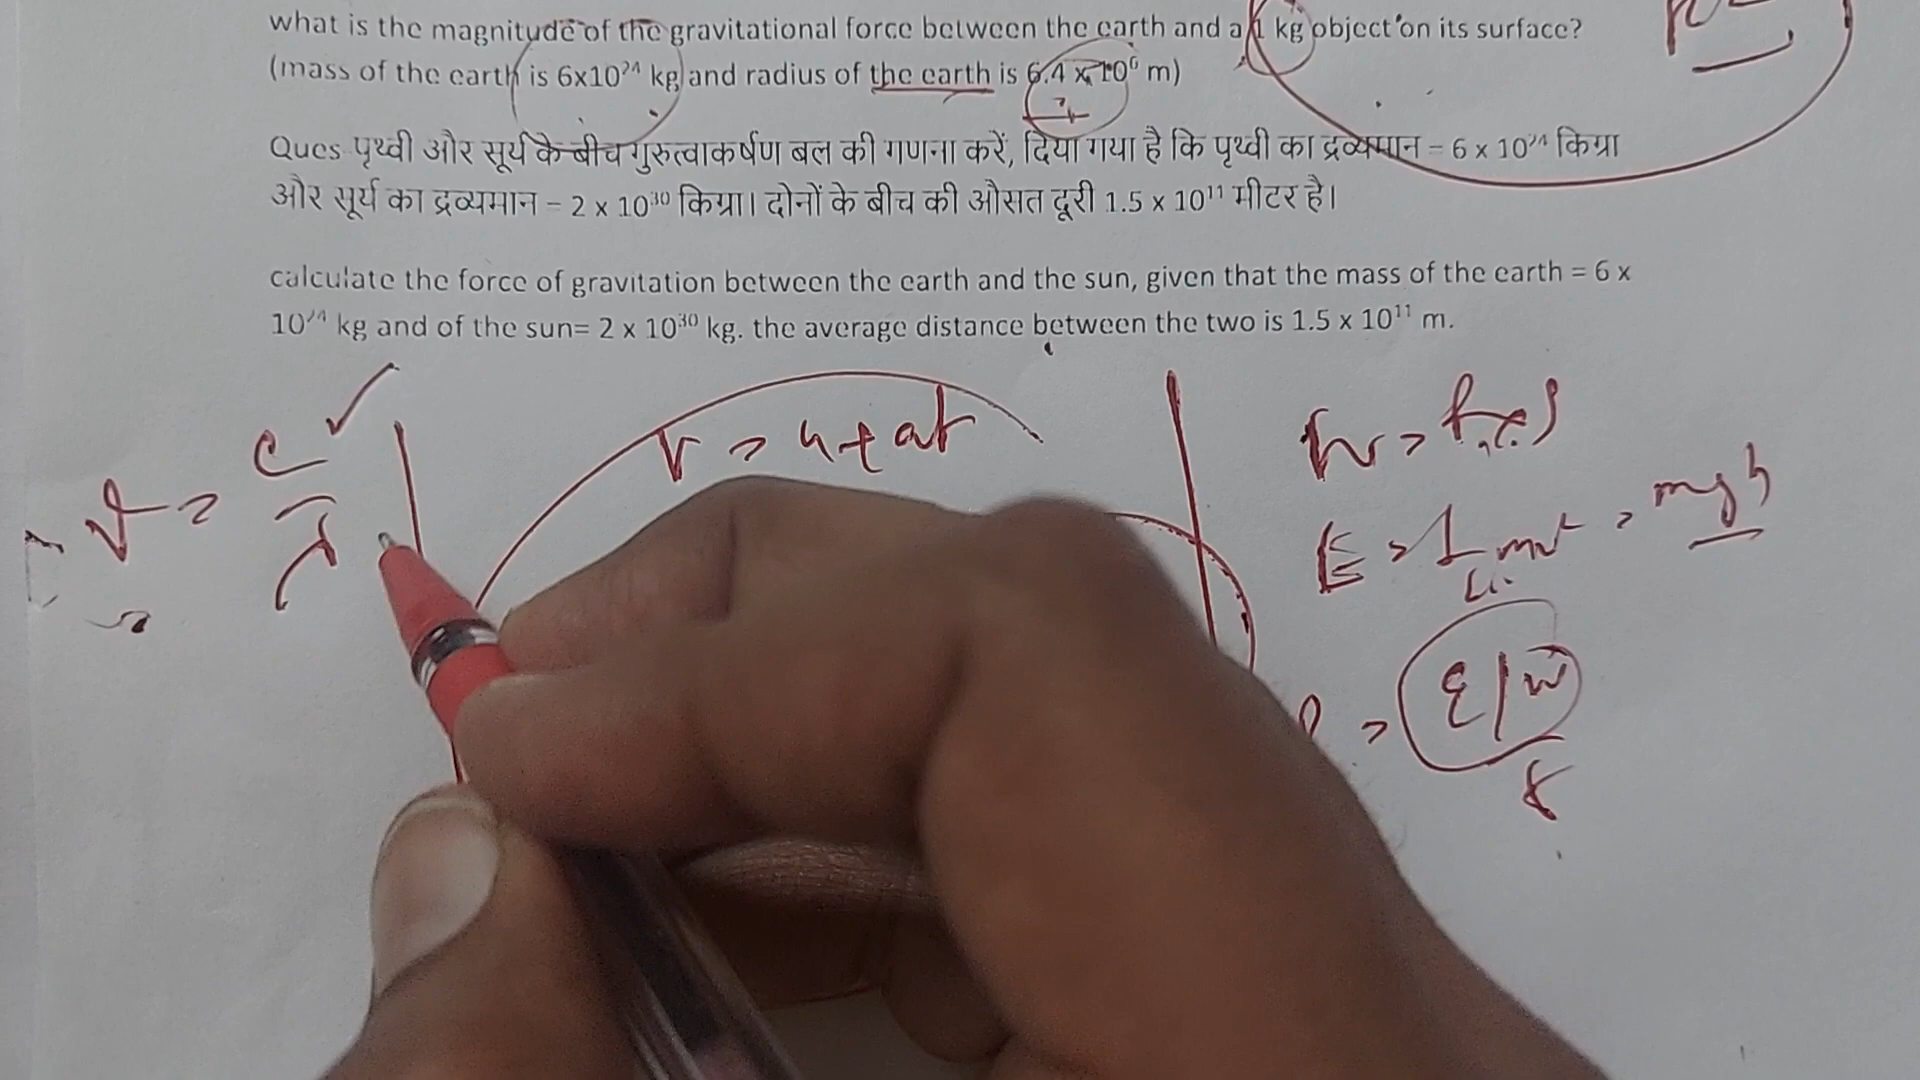 what is the magnitude of the gravitational force between the earth and a 1 kg object on its surface?
(mass of the earth is 6x10²⁴ kg and radius of the earth is 6.4 x 10⁶ m)
Ques पृथ्वी और सूर्य के बीच गुरुत्वाकर्षण बल की गणना करें, दिया गया है कि पृथ्वी का द्रव्यमान = 6 x 10²⁴ किग्रा
और सूर्य का द्रव्यमान = 2 x 10³⁰ किग्रा। दोनों के बीच की औसत दूरी 1.5 x 10¹¹ मीटर है।
calculate the force of gravitation between the earth and the sun, given that the mass of the earth = 6 x
10²⁴ kg and of the sun= 2 x 10³⁰ kg. the average distance between the two is 1.5 x 10¹¹ m.
v = u + at
E = 1 mv² = mgh
E/W
t